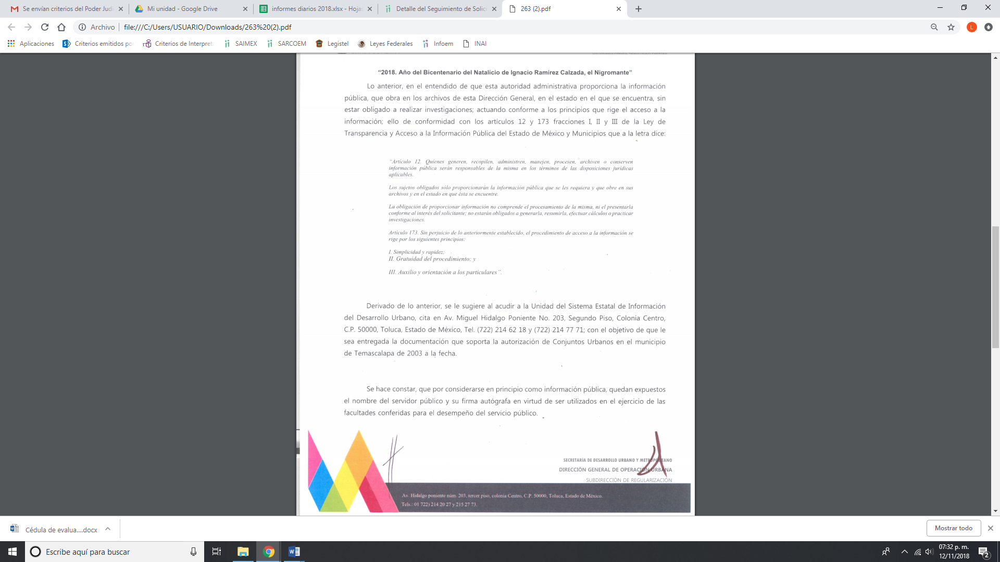 Se envían criterios del Poder Judi
Mi unidad - Google Drive
informes diarios 2018.xlsx - Hojas
Detalle del Seguimiento de Solici
263 (2).pdf
Archivo
file:///C:/Users/USUARIO/Downloads/263%20(2).pdf
L
Aplicaciones
Criterios emitidos po
Criterios de Interpreta
SAIMEX
SARCOEM
Legistel
Leyes Federales
Infoem
INAI
“2018. Año del Bicentenario del Natalicio de Ignacio Ramírez Calzada, el Nigromante”
Lo anterior, en el entendido de que esta autoridad administrativa proporciona la información
pública, que obra en los archivos de esta Dirección General, en el estado en el que se encuentra, sin
estar obligado a realizar investigaciones; actuando conforme a los principios que rige el acceso a la
información; ello de conformidad con los artículos 12 y 173 fracciones I, II y III de la Ley de
Transparencia y Acceso a la Información Pública del Estado de México y Municipios que a la letra dice:
“Artículo 12. Quienes generen, recopilen, administren, manejen, procesen, archiven o conserven
información pública serán responsables de la misma en los términos de las disposiciones jurídicas
aplicables.
Los sujetos obligados sólo proporcionarán la información pública que se les requiera y que obre en sus
archivos y en el estado en que ésta se encuentre.
La obligación de proporcionar información no comprende el procesamiento de la misma, ni el presentarla
conforme al interés del solicitante; no estarán obligados a generarla, resumirla, efectuar cálculos o practicar
investigaciones.
Artículo 173. Sin perjuicio de lo anteriormente establecido, el procedimiento de acceso a la información se
rige por los siguientes principios:
I. Simplicidad y rapidez;
II. Gratuidad del procedimiento; y
III. Auxilio y orientación a los particulares”.
Derivado de lo anterior, se le sugiere al acudir a la Unidad del Sistema Estatal de Información
del Desarrollo Urbano, cita en Av. Miguel Hidalgo Poniente No. 203, Segundo Piso, Colonia Centro,
C.P. 50000, Toluca, Estado de México, Tel. (722) 214 62 18 y (722) 214 77 71; con el objetivo de que le
sea entregada la documentación que soporta la autorización de Conjuntos Urbanos en el municipio
de Temascalapa de 2003 a la fecha.
Se hace constar, que por considerarse en principio como información pública, quedan expuestos
el nombre del servidor público y su firma autógrafa en virtud de ser utilizados en el ejercicio de las
facultades conferidas para el desempeño del servicio público.
SECRETARÍA DE DESARROLLO URBANO Y METROPOLITANO
DIRECCIÓN GENERAL DE OPERACIÓN URBANA
SUBDIRECCIÓN DE REGULARIZACIÓN
Av. Hidalgo poniente núm. 203, tercer piso, colonia Centro, C.P. 50000, Toluca, Estado de México.
Tels.: 01 722) 214 20 27 y 215 27 73.
Cédula de evalua....docx
Mostrar todo
Escribe aquí para buscar
07:32 p. m.
12/11/2018
2